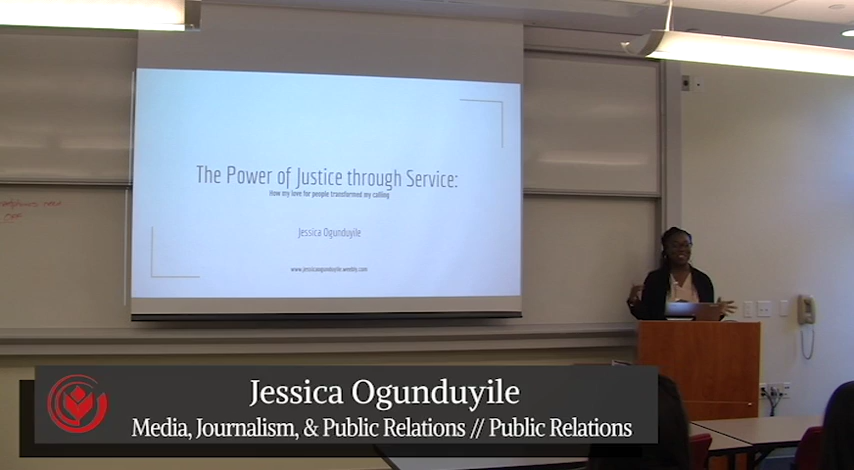 The Power of Justice through Service:
How my love for people transformed my calling
Jessica Ogunduyile
www.jessicaogunduyile.weebly.com
Jessica Ogunduyile
Media, Journalism, & Public Relations // Public Relations